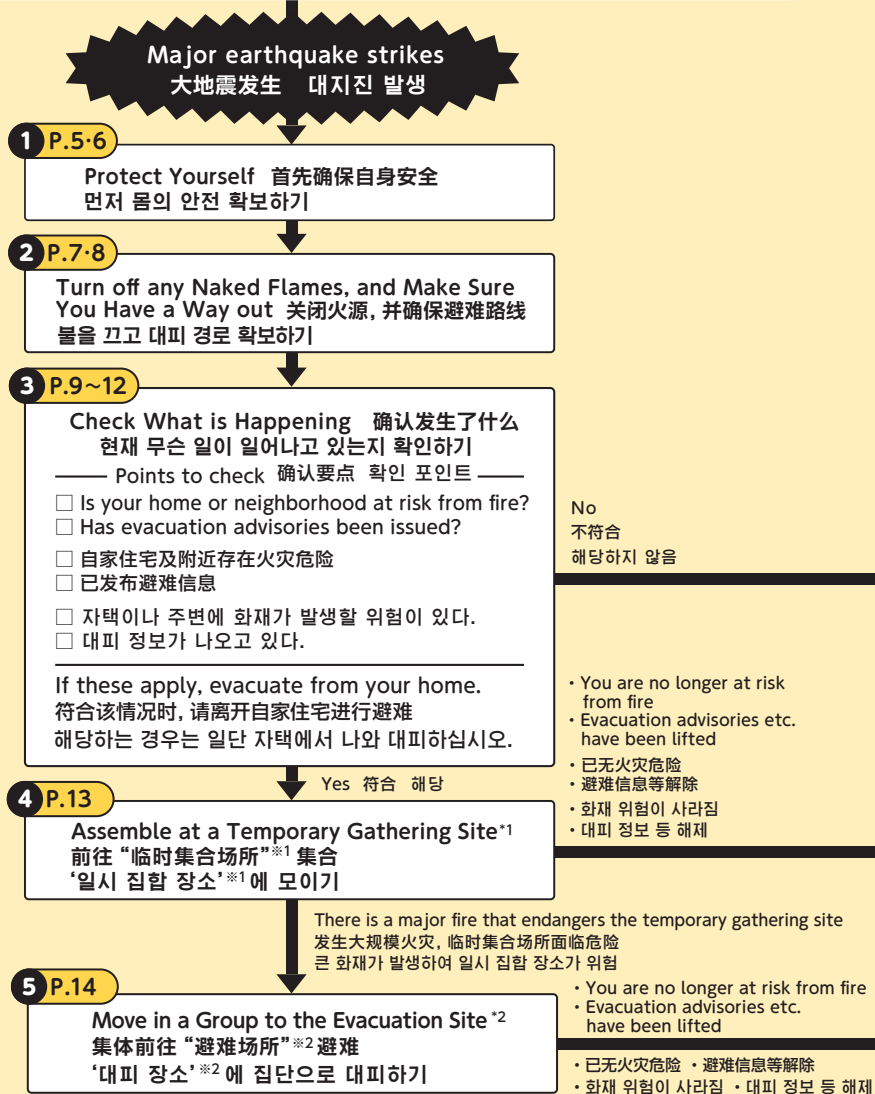 Major earthquake strikes
大地震发生 대지진 발생
1 P.5·6
Protect Yourself 首先确保自身安全
먼저 몸의 안전 확보하기
2 P.7·8
Turn off any Naked Flames, and Make Sure
You Have a Way out 关闭火源, 并确保避难路线
불을 끄고 대피 경로 확보하기
3 P.9~12
Check What is Happening 确认发生了什么
현재 무슨 일이 일어나고 있는지 확인하기
Points to check 确认要点 확인 포인트
□ Is your home or neighborhood at risk from fire?
□ Has evacuation advisories been issued?
□ 自家住宅及附近存在火灾危险
□ 已发布避难信息
□ 자택이나 주변에 화재가 발생할 위험이 있다.
□ 대피 정보가 나오고 있다.
If these apply, evacuate from your home.
符合该情况时, 请离开自家住宅进行避难
해당하는 경우는 일단 자택에서 나와 대피하십시오.
No
不符合
해당하지 않음
Yes 符合 해당
4 P.13
Assemble at a Temporary Gathering Site*1
前往 “临时集合场所”※1 集合
‘일시 집합 장소’※1 에 모이기
・You are no longer at risk
from fire
・Evacuation advisories etc.
have been lifted
・已无火灾危险
・避难信息等解除
・화재 위험이 사라짐
・대피 정보 등 해제
There is a major fire that endangers the temporary gathering site
发生大规模火灾, 临时集合场所面临危险
큰 화재가 발생하여 일시 집합 장소가 위험
5 P.14
Move in a Group to the Evacuation Site*2
集体前往 “避难场所”※2 避难
‘대피 장소’※2 에 집단으로 대피하기
・You are no longer at risk from fire
・Evacuation advisories etc.
have been lifted
・已无火灾危险 ・避难信息等解除
・화재 위험이 사라짐 ・대피 정보 등 해제